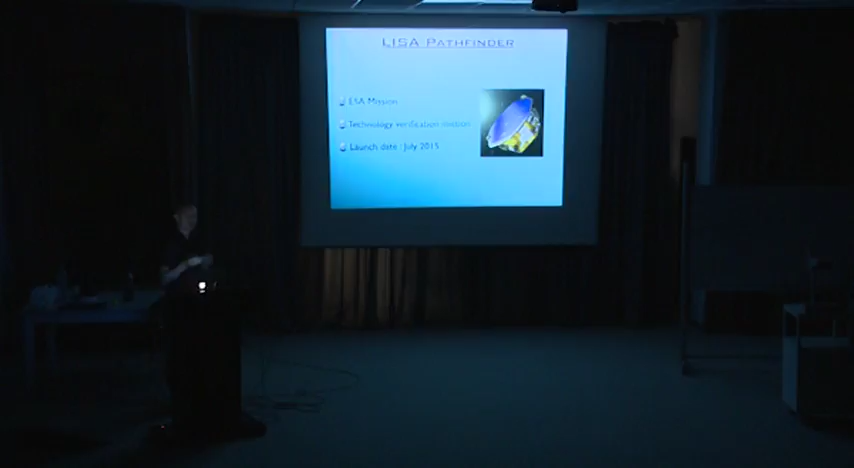 LISA Pathfinder
ESA Mission
Technology verification mission
Launch date : July 2015